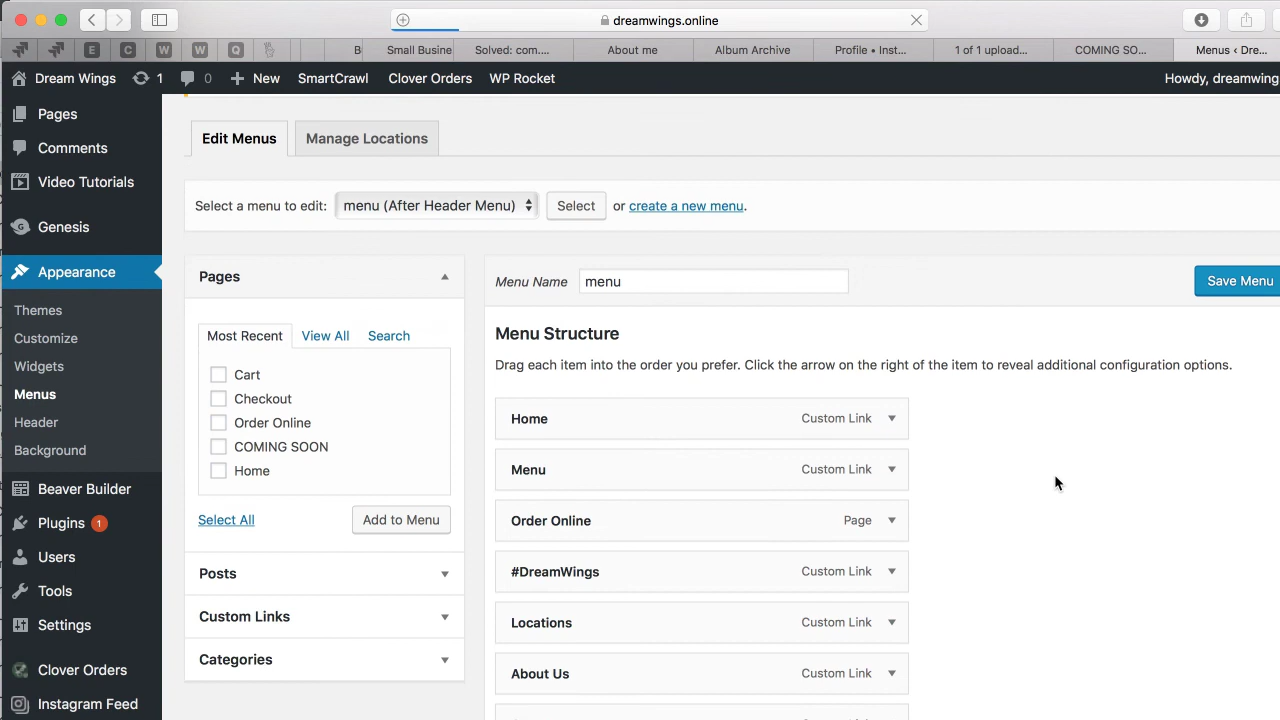 dreamwings.online
E C W W Q B Small Busine Solved: com.... About me Album Archive Profile • Inst... 1 of 1 upload... COMING SO... Menus ‹ Dre...
Dream Wings 1 0 New SmartCrawl Clover Orders WP Rocket Howdy, dreamwing
Pages
Comments
Video Tutorials
Genesis
Appearance
Themes
Customize
Widgets
Menus
Header
Background
Beaver Builder
Plugins 1
Users
Tools
Settings
Clover Orders
Instagram Feed
Edit Menus Manage Locations
Select a menu to edit: menu (After Header Menu) Select or create a new menu.
Pages
Most Recent View All Search
Cart
Checkout
Order Online
COMING SOON
Home
Select All Add to Menu
Posts
Custom Links
Categories
Menu Name menu Save Menu
Menu Structure
Drag each item into the order you prefer. Click the arrow on the right of the item to reveal additional configuration options.
Home Custom Link
Menu Custom Link
Order Online Page
#DreamWings Custom Link
Locations Custom Link
About Us Custom Link